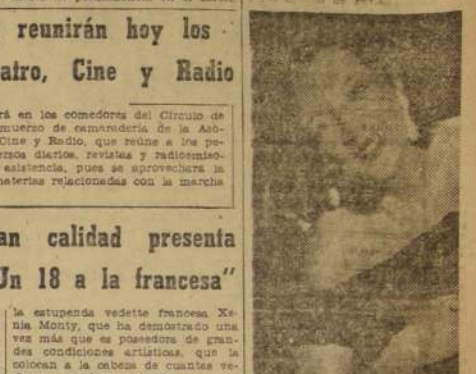 reunirán hoy los
atro, Cine y Radio
rá en los comedores del Círculo de
muerzo de camaradería de la Aso-
Cine y Radio, que reúne a los pe-
ersos diarios, revistas y radioemiso-
asistencia, pues se aprovechará la
materias relacionadas con la marcha
an calidad presenta
Un 18 a la francesa"
la estupenda vedette francesa Xe-
nia Monty, que ha demostrado una
vez más que es poseedora de gran-
des condiciones artísticas, que la
colocan a la cabeza de cuantas ve-